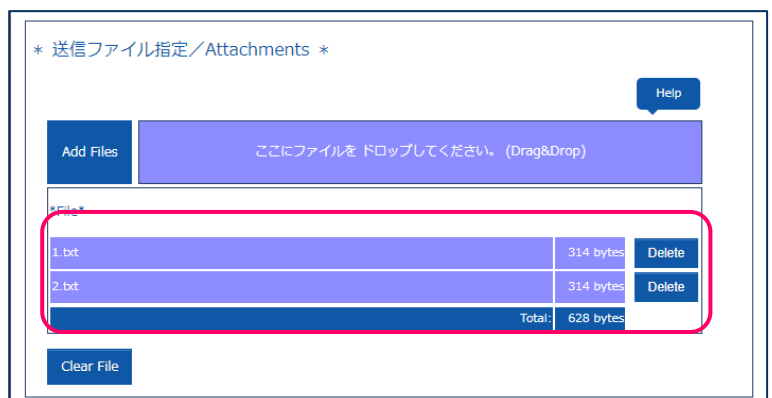 * 送信ファイル指定／Attachments *
Help
Add Files
ここにファイルを ドロップしてください。 (Drag&Drop)
*File*
1.txt 314 bytes Delete
2.txt 314 bytes Delete
Total: 628 bytes
Clear File